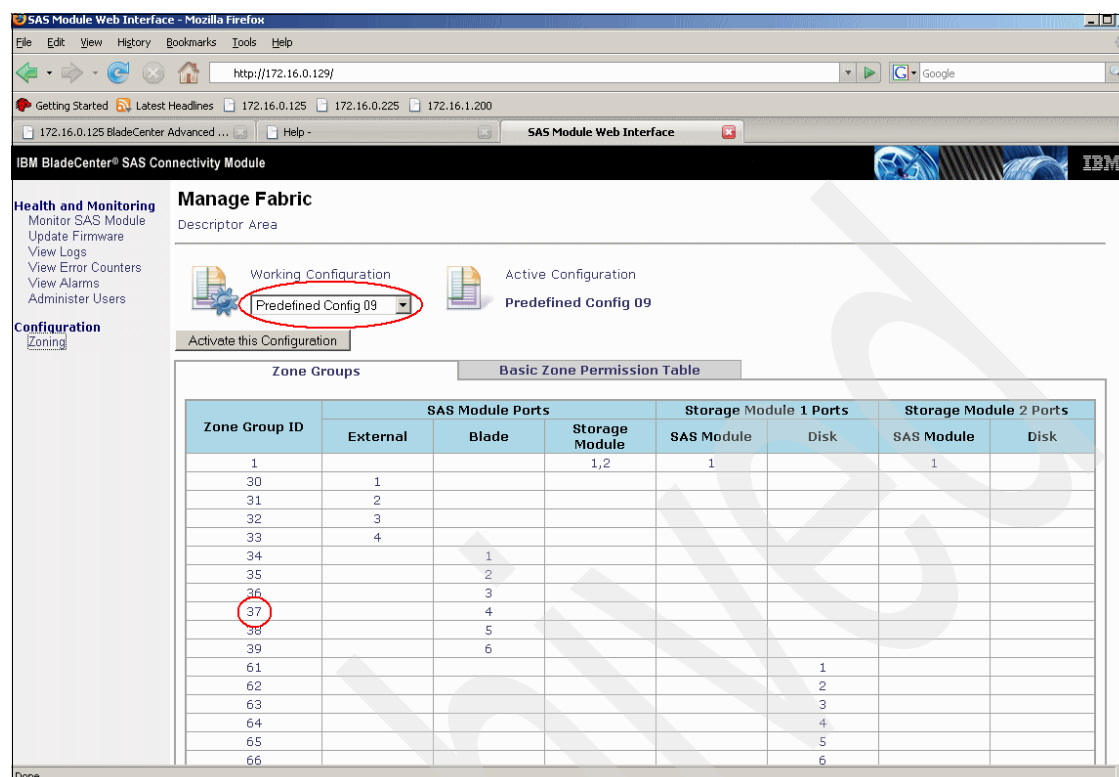 SAS Module Web Interface - Mozilla Firefox
File Edit View History Bookmarks Tools Help
http://172.16.0.129/
G Google
Getting Started Latest Headlines 172.16.0.125 172.16.0.225 172.16.1.200
172.16.0.125 BladeCenter Advanced ... Help - SAS Module Web Interface
IBM BladeCenter® SAS Connectivity Module IBM
Health and Monitoring
Monitor SAS Module
Update Firmware
View Logs
View Error Counters
View Alarms
Administer Users
Configuration
Zoning
Manage Fabric
Descriptor Area
Working Configuration
Predefined Config 09
Active Configuration
Predefined Config 09
Activate this Configuration
Zone Groups Basic Zone Permission Table
Zone Group ID SAS Module Ports Storage Module 1 Ports Storage Module 2 Ports
External Blade Storage Module SAS Module Disk SAS Module Disk
1 1,2 1 1
30 1
31 2
32 3
33 4
34 1
35 2
36 3
37 4
38 5
39 6
61 1
62 2
63 3
64 4
65 5
66 6
Done
hived